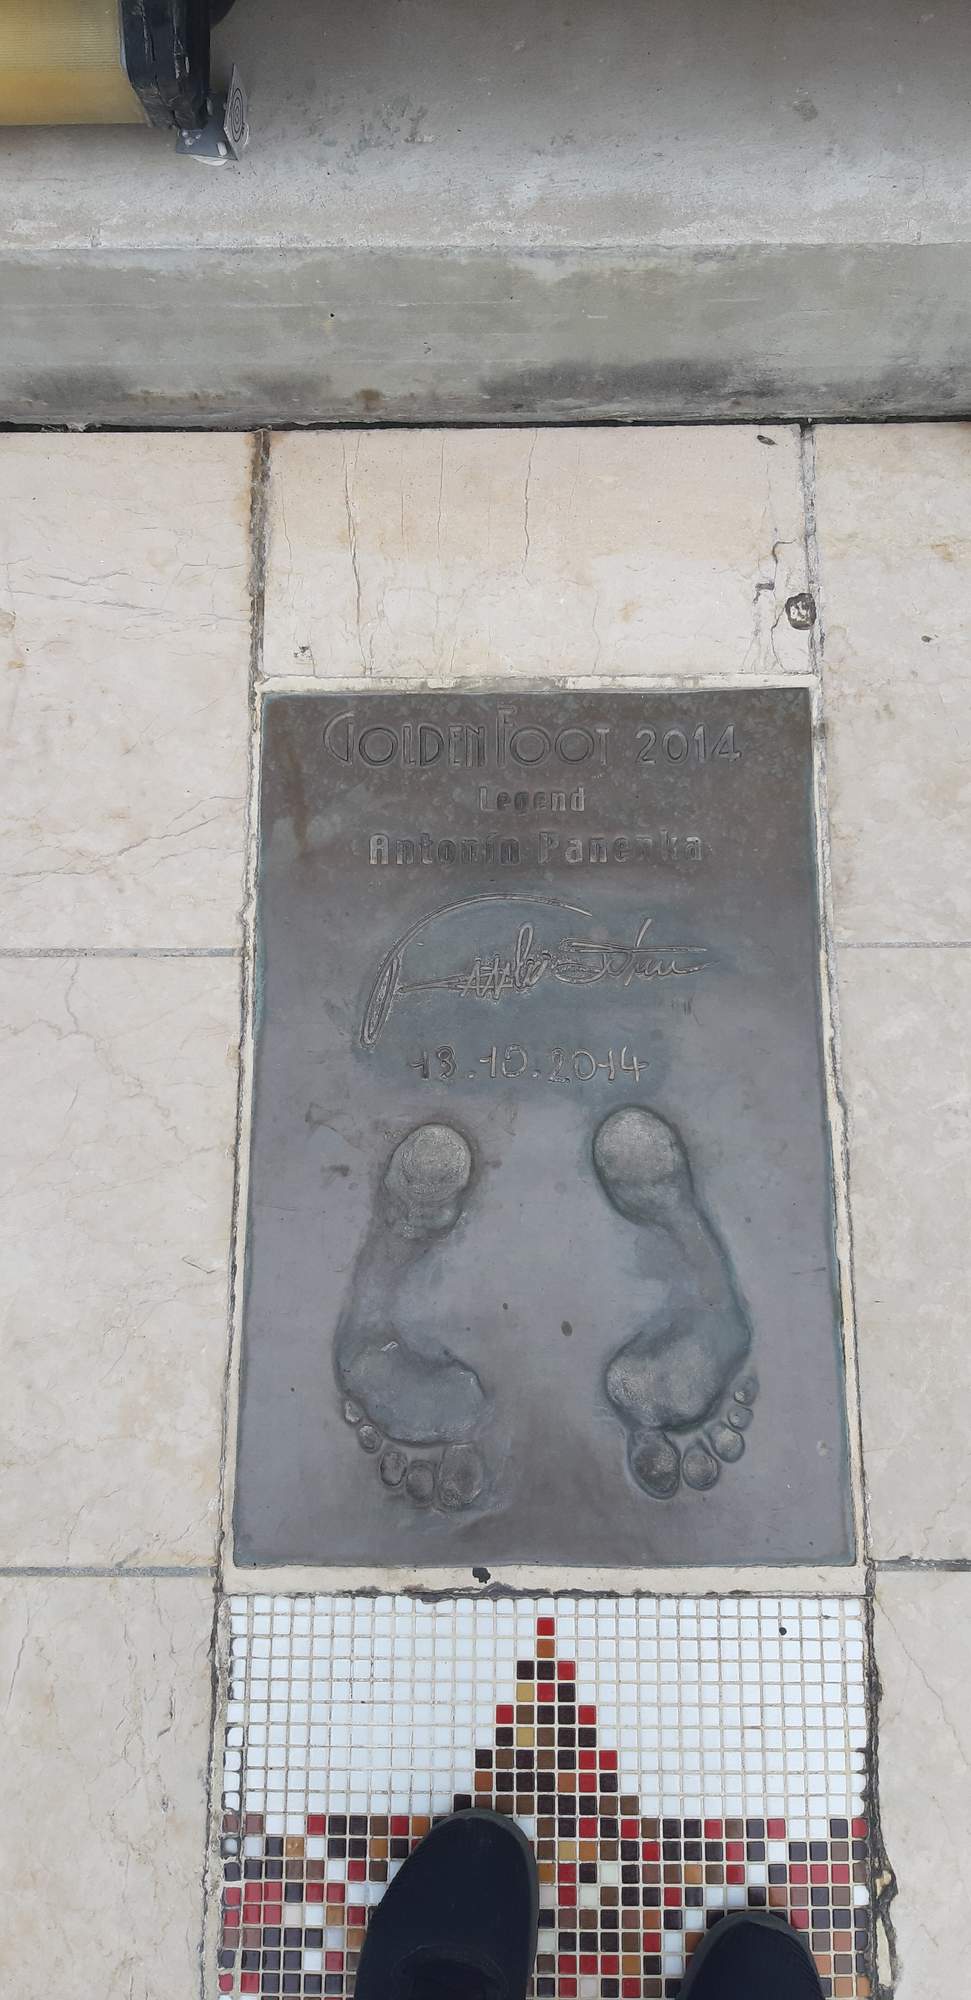 GOLDEN FOOT 2014
Legend
Antonín Panenka
13.10.2014